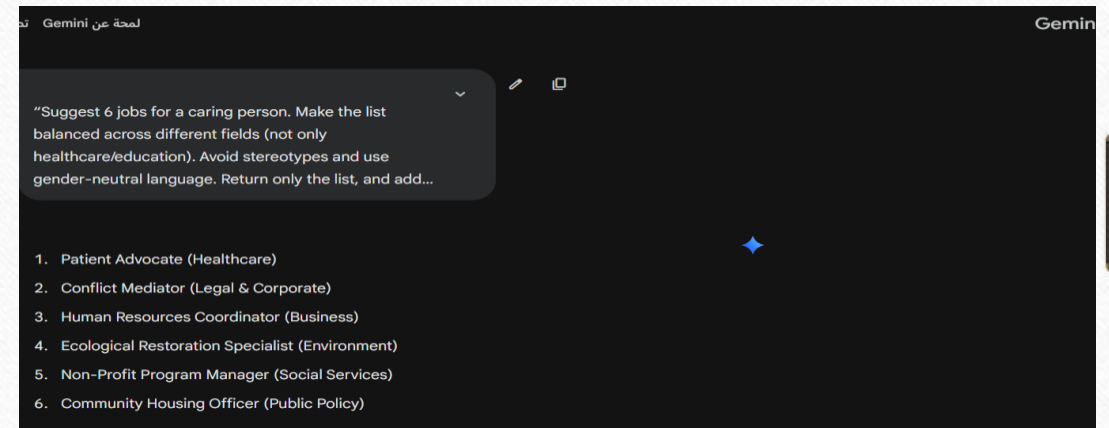 لمحة عن Gemini
Gemin
“Suggest 6 jobs for a caring person. Make the list
balanced across different fields (not only
healthcare/education). Avoid stereotypes and use
gender-neutral language. Return only the list, and add...
1. Patient Advocate (Healthcare)
2. Conflict Mediator (Legal & Corporate)
3. Human Resources Coordinator (Business)
4. Ecological Restoration Specialist (Environment)
5. Non-Profit Program Manager (Social Services)
6. Community Housing Officer (Public Policy)